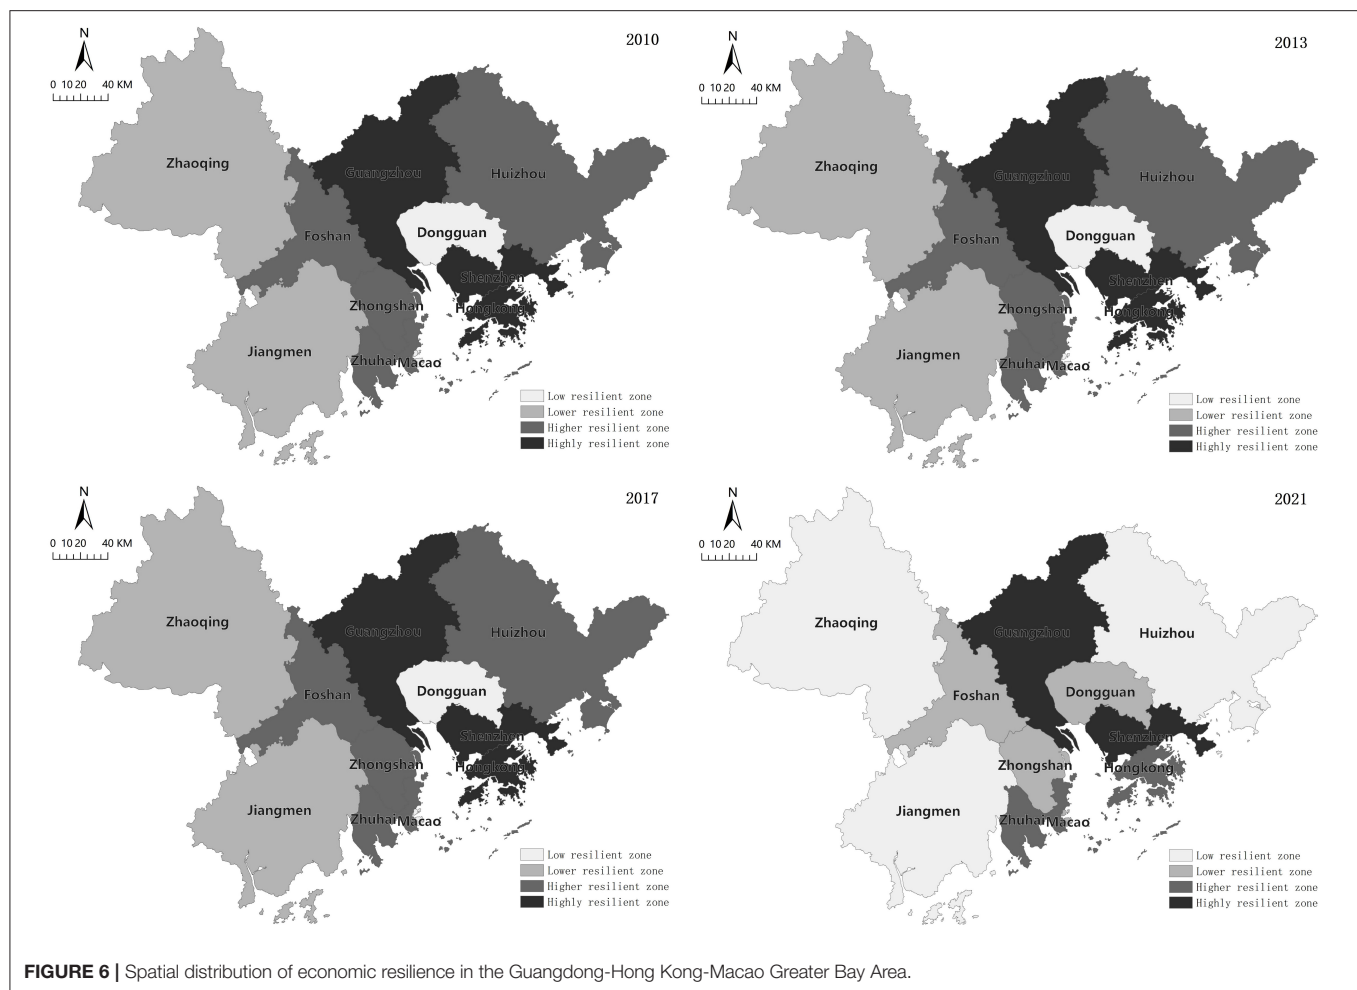 N
2010
0 10 20 40 KM
Zhaoqing
Guangzhou
Huizhou
Foshan
Dongguan
Shenzhen
Zhongshan
Hongkong
Jiangmen
Zhuhai
Macao
Low resilient zone
Lower resilient zone
Higher resilient zone
Highly resilient zone
N
2013
0 10 20 40 KM
Zhaoqing
Guangzhou
Huizhou
Foshan
Dongguan
Shenzhen
Zhongshan
Hongkong
Jiangmen
Zhuhai
Macao
Low resilient zone
Lower resilient zone
Higher resilient zone
Highly resilient zone
N
2017
0 10 20 40 KM
Zhaoqing
Guangzhou
Huizhou
Foshan
Dongguan
Shenzhen
Zhongshan
Hongkong
Jiangmen
Zhuhai
Macao
Low resilient zone
Lower resilient zone
Higher resilient zone
Highly resilient zone
N
2021
0 10 20 40 KM
Zhaoqing
Guangzhou
Huizhou
Foshan
Dongguan
Shenzhen
Zhongshan
Hongkong
Jiangmen
Zhuhai
Macao
Low resilient zone
Lower resilient zone
Higher resilient zone
Highly resilient zone
FIGURE 6 | Spatial distribution of economic resilience in the Guangdong-Hong Kong-Macao Greater Bay Area.